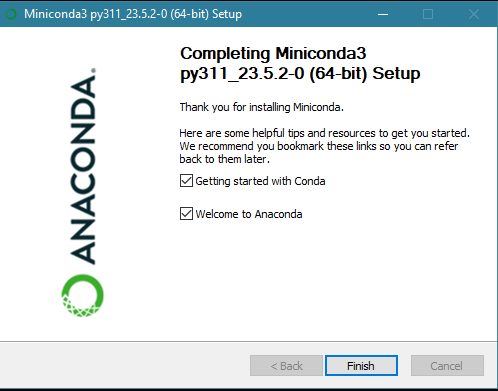 Miniconda3 py311_23.5.2-0 (64-bit) Setup
Completing Miniconda3
py311_23.5.2-0 (64-bit) Setup
Thank you for installing Miniconda.
Here are some helpful tips and resources to get you started.
We recommend you bookmark these links so you can refer
back to them later.
Getting started with Conda
Welcome to Anaconda
ANACONDA.
< Back
Finish
Cancel